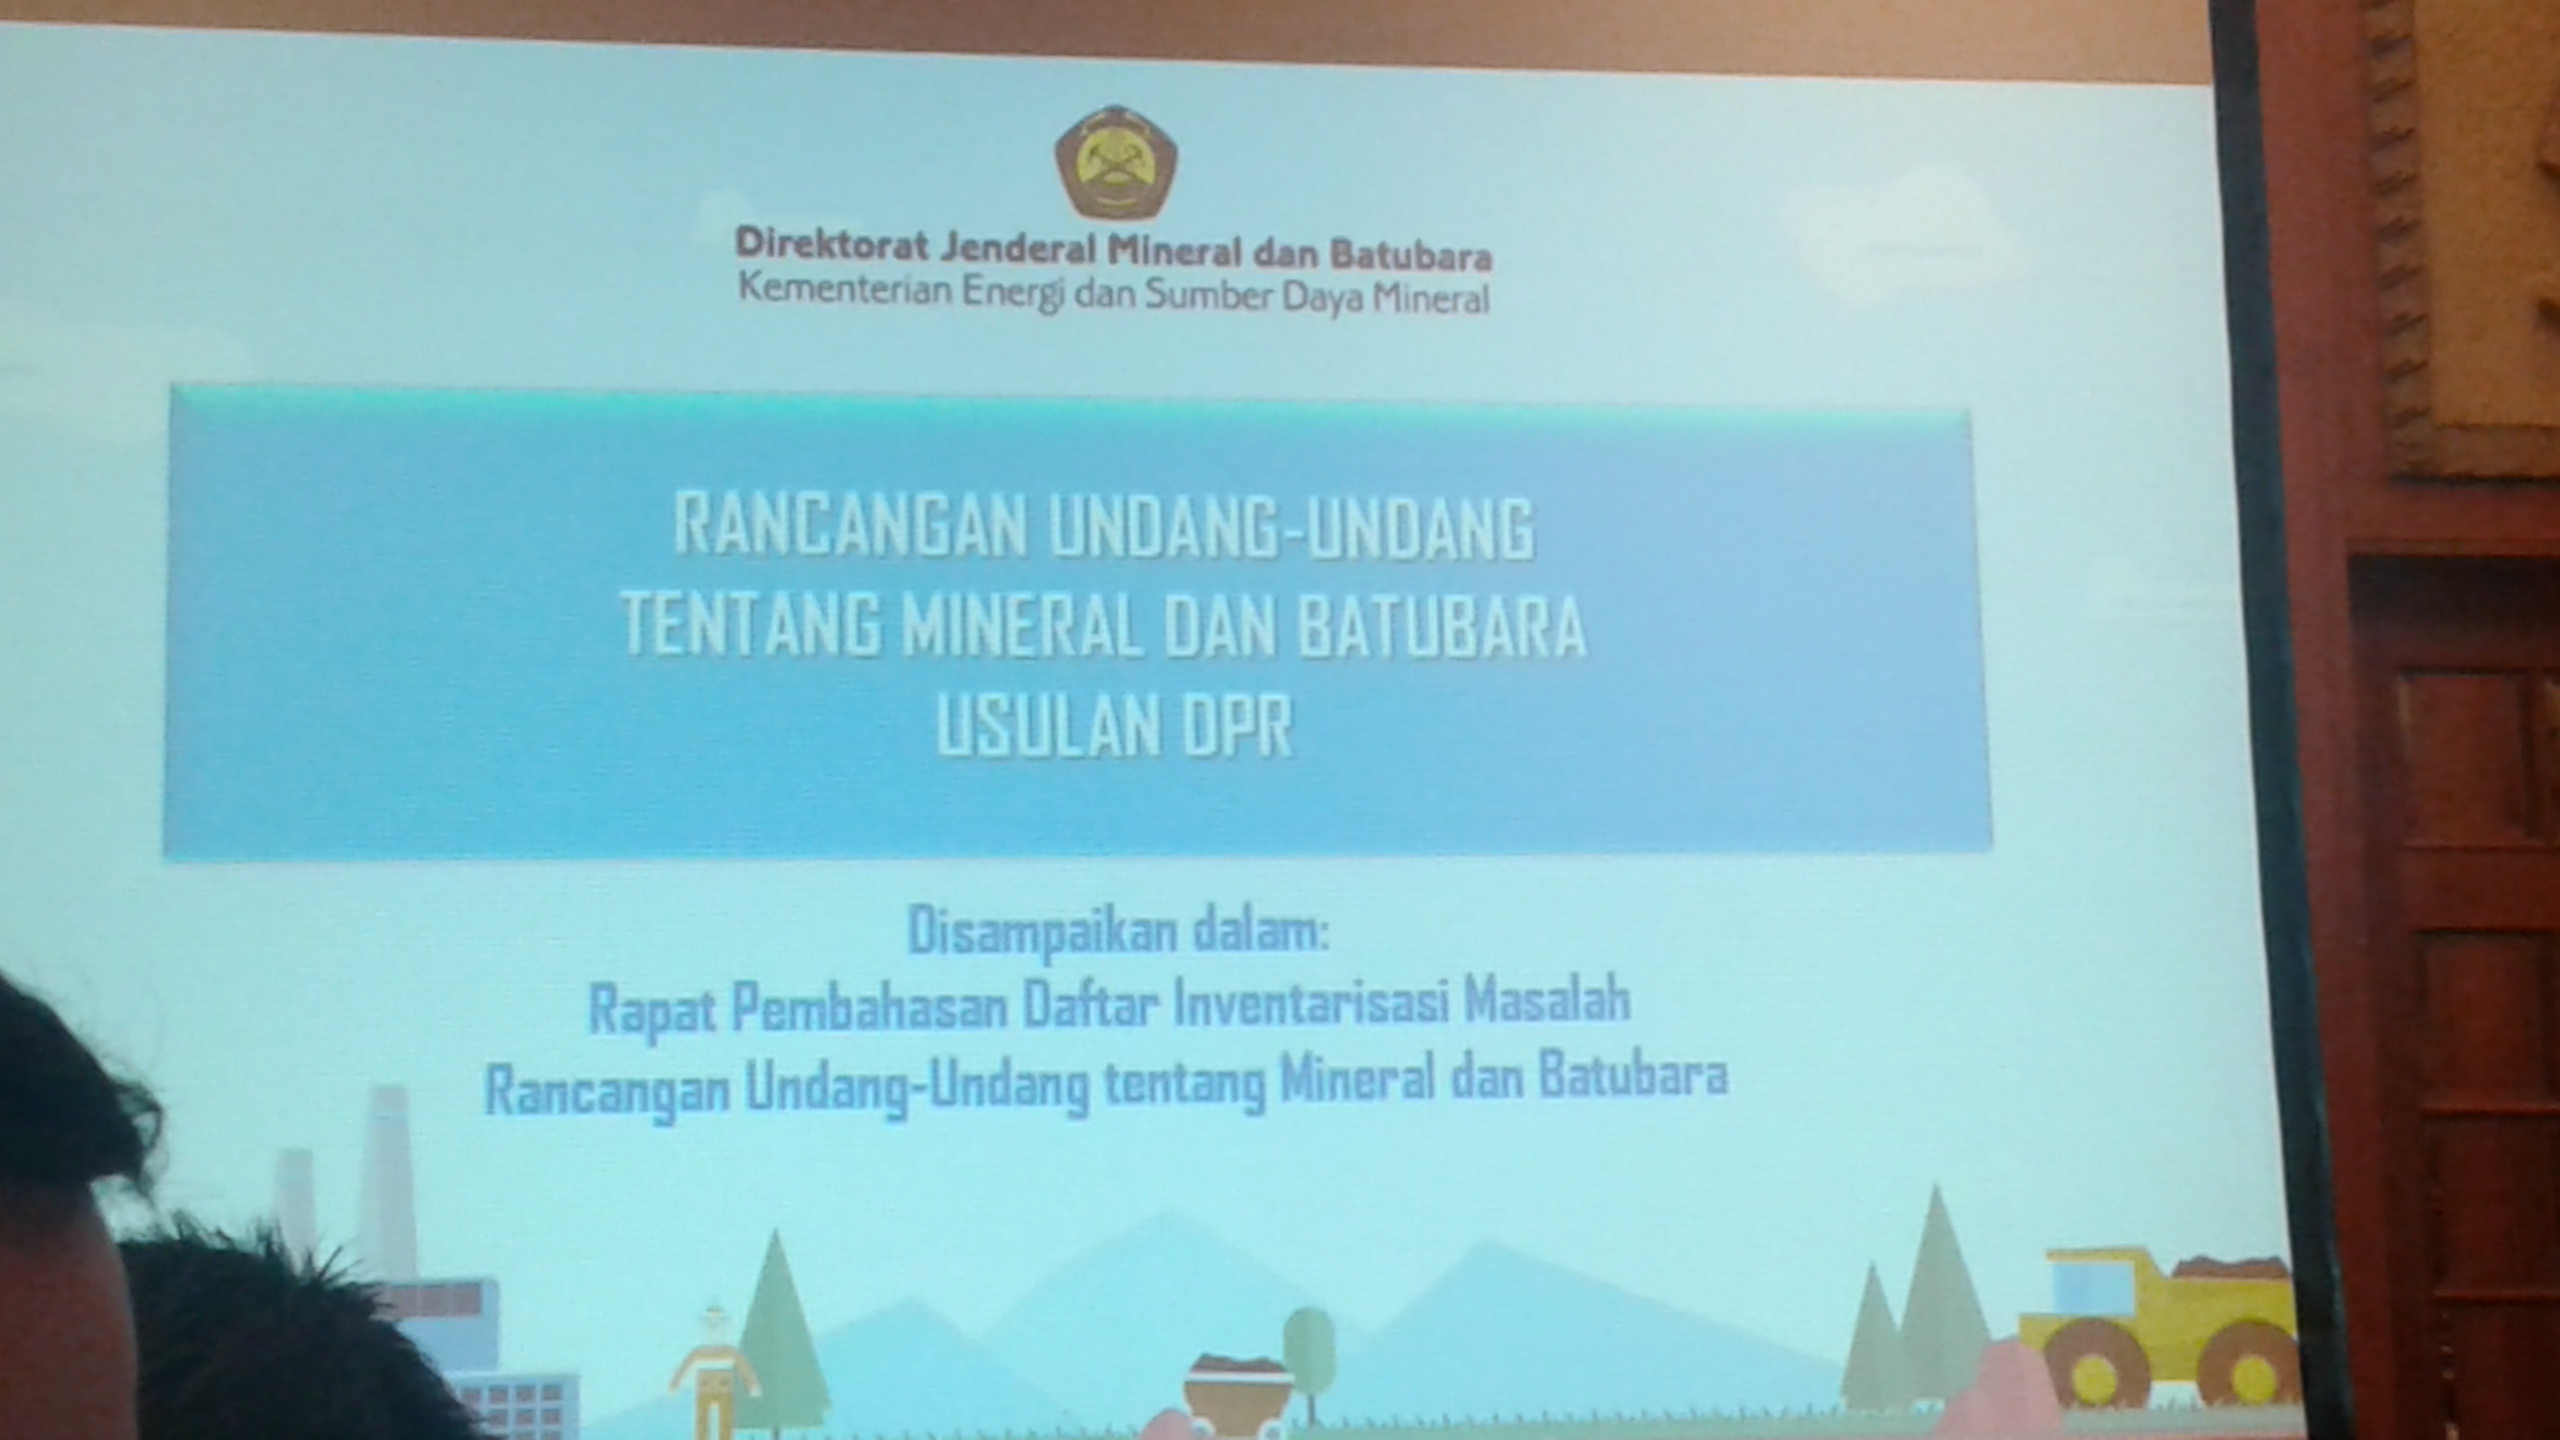 Direktorat Jenderal Mineral dan Batubara
Kementerian Energi dan Sumber Daya Mineral
RANCANGAN UNDANG-UNDANG
TENTANG MINERAL DAN BATUBARA
USULAN DPR
Disampaikan dalam:
Rapat Pembahasan Daftar Inventarisasi Masalah
Rancangan Undang-Undang tentang Mineral dan Batubara